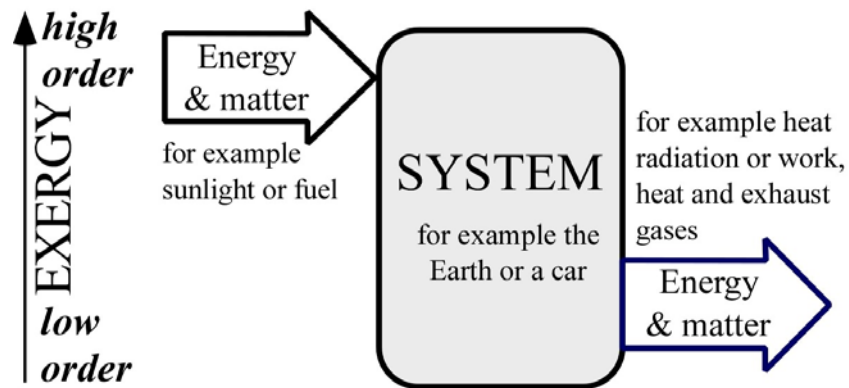 high
order
EXERGY
low
order
Energy
& matter
for example
sunlight or fuel
SYSTEM
for example the
Earth or a car
for example heat
radiation or work,
heat and exhaust
gases
Energy
& matter